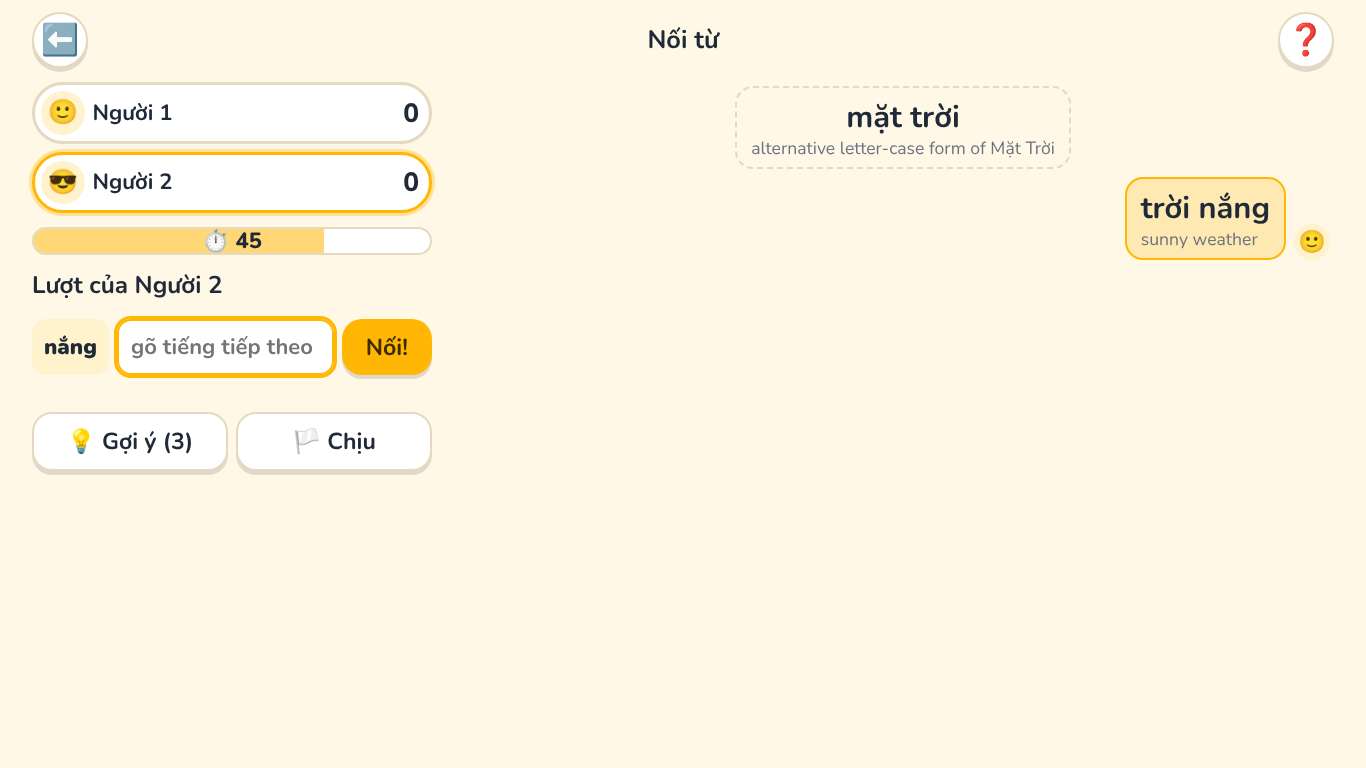 Nối từ
Người 1
0
Người 2
0
45
Lượt của Người 2
nắng
gõ tiếng tiếp theo
Nối!
Gợi ý (3)
Chịu
mặt trời
alternative letter-case form of Mặt Trời
trời nắng
sunny weather